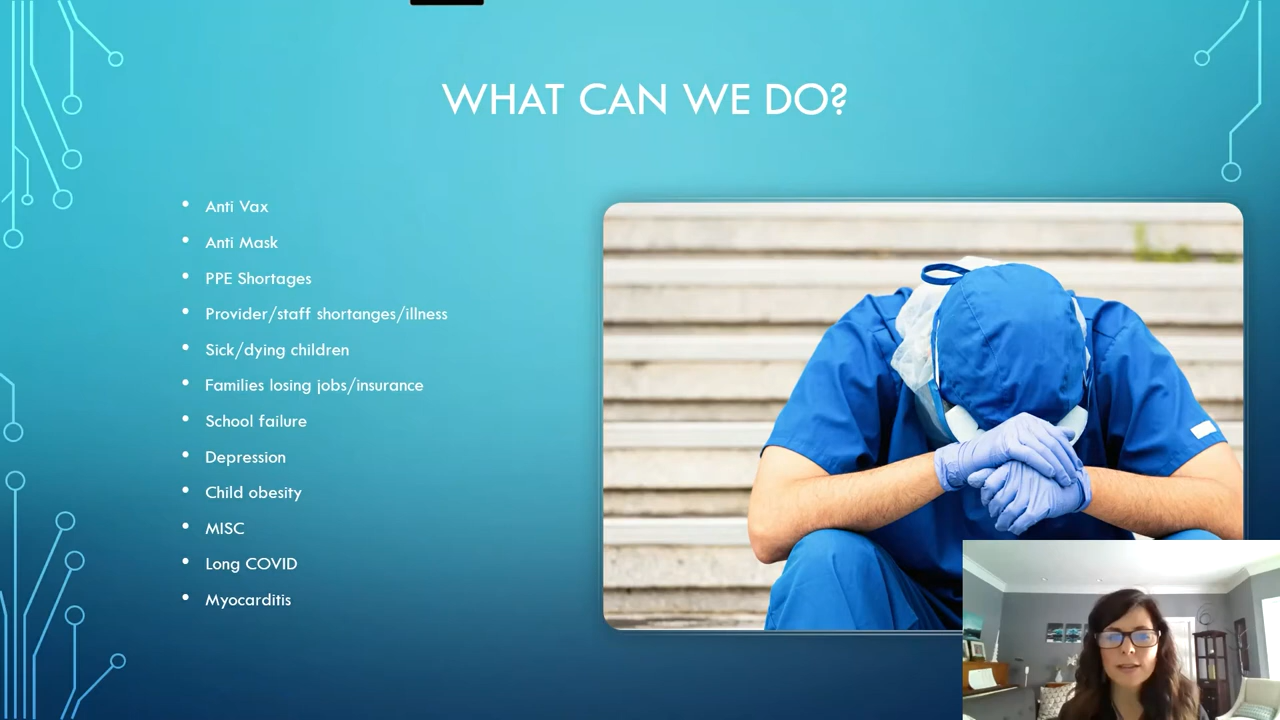 WHAT CAN WE DO?
• Anti Vax
• Anti Mask
• PPE Shortages
• Provider/staff shortanges/illness
• Sick/dying children
• Families losing jobs/insurance
• School failure
• Depression
• Child obesity
• MISC
• Long COVID
• Myocarditis